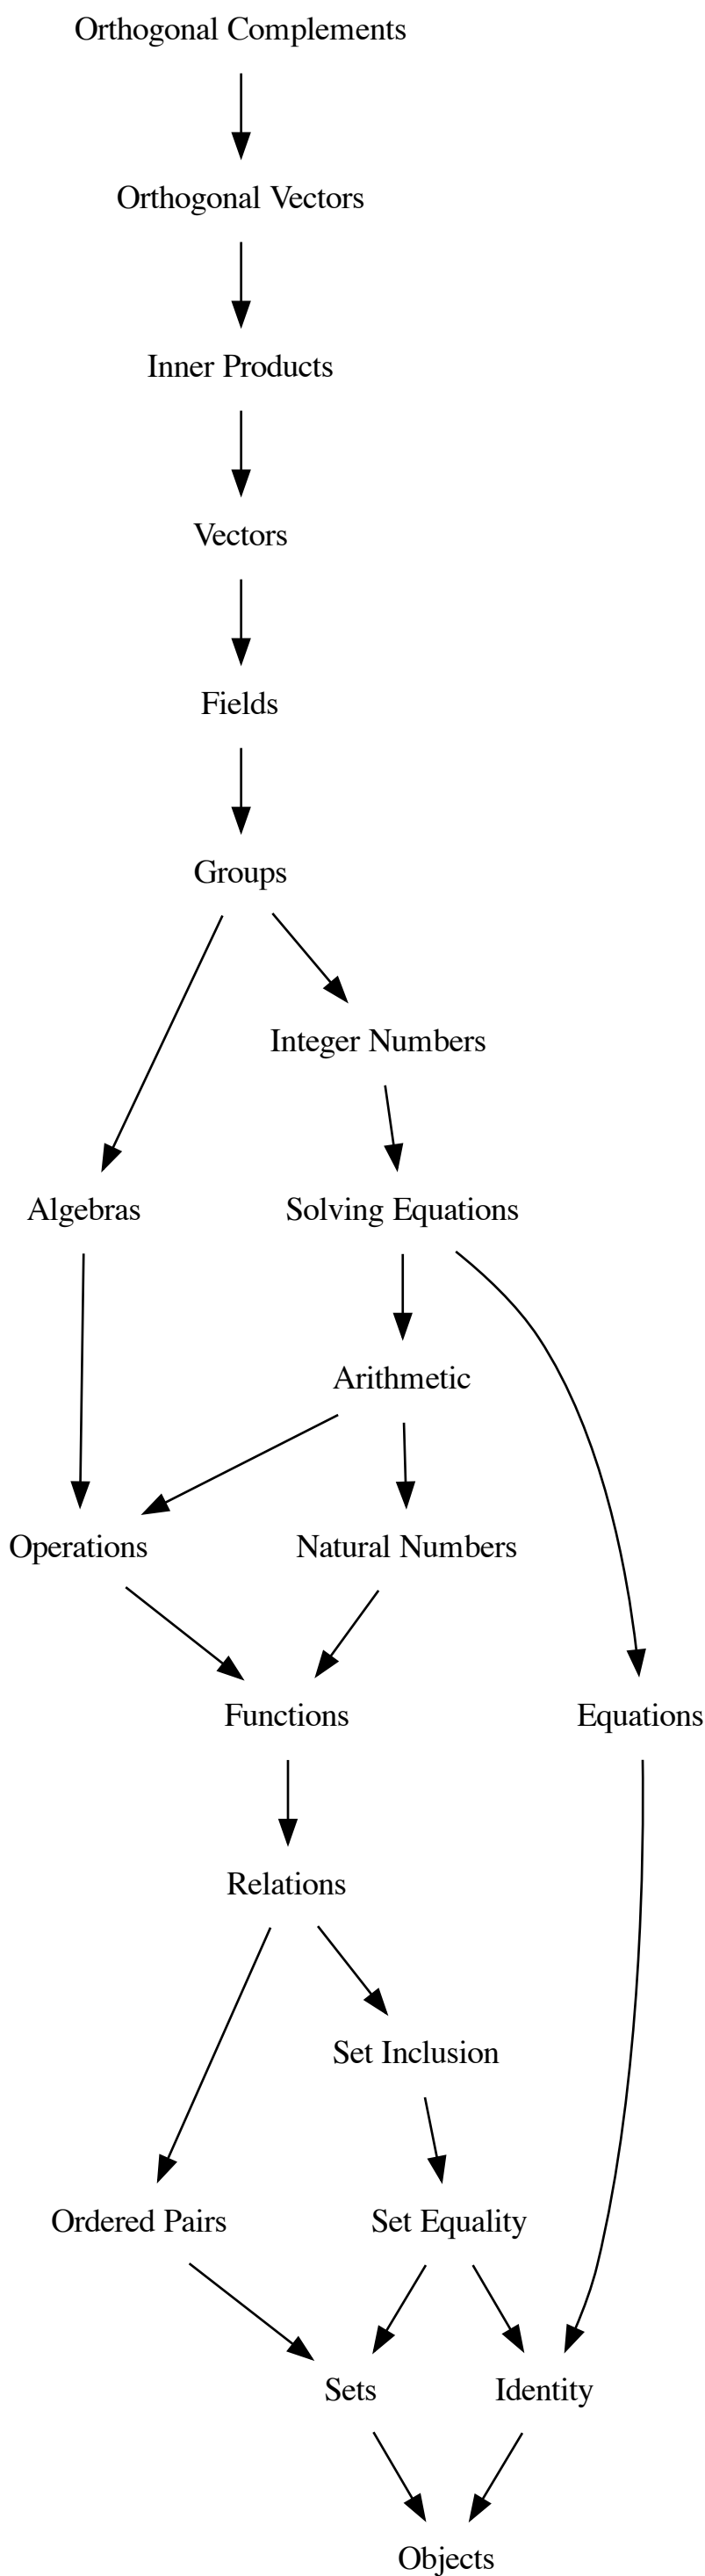 Orthogonal Complements
Orthogonal Vectors
Inner Products
Vectors
Fields
Groups
Integer Numbers
Algebras
Solving Equations
Arithmetic
Operations
Natural Numbers
Functions
Equations
Relations
Set Inclusion
Ordered Pairs
Set Equality
Sets
Identity
Objects